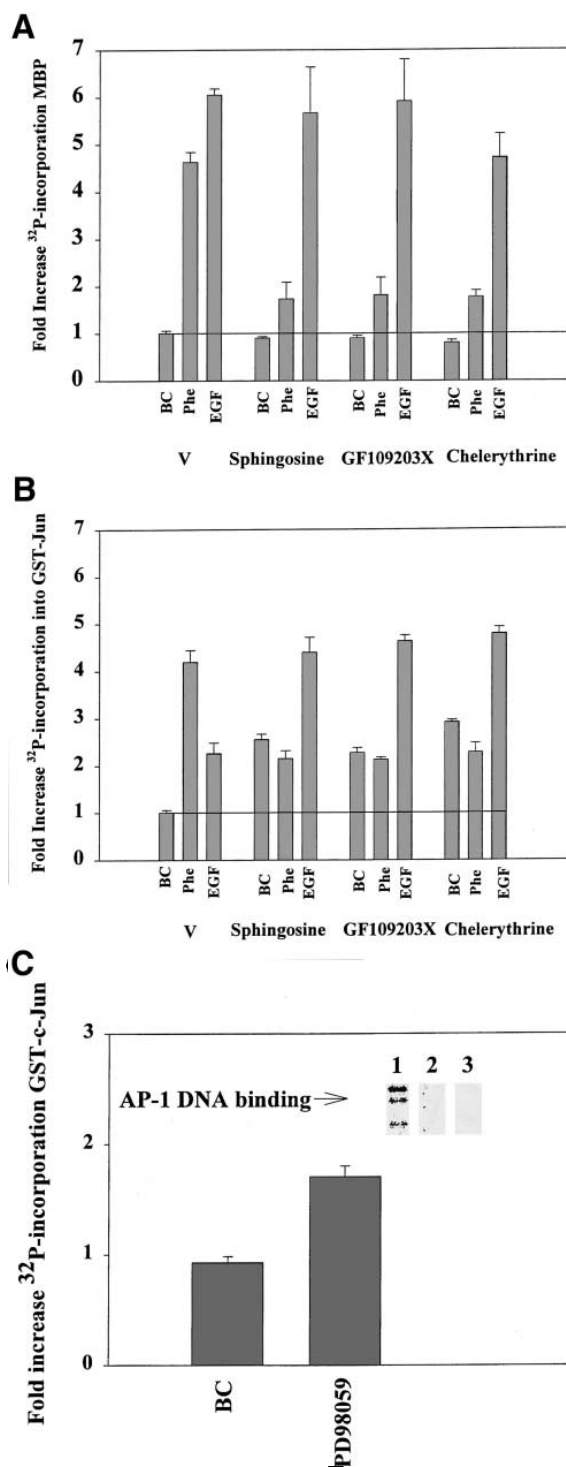 A
Fold Increase ³²P-incorporation MBP
7
6
5
4
3
2
1
0
BC Phe EGF BC Phe EGF BC Phe EGF BC Phe EGF
V Sphingosine GF109203X Chelerythrine
B
Fold Increase ³²P-incorporation into GST-Jun
7
6
5
4
3
2
1
0
BC Phe EGF BC Phe EGF BC Phe EGF BC Phe EGF
V Sphingosine GF109203X Chelerythrine
C
Fold increase ³²P-incorporation GST-c-Jun
3
2
1
0
1 2 3
AP-1 DNA binding
BC PD98059